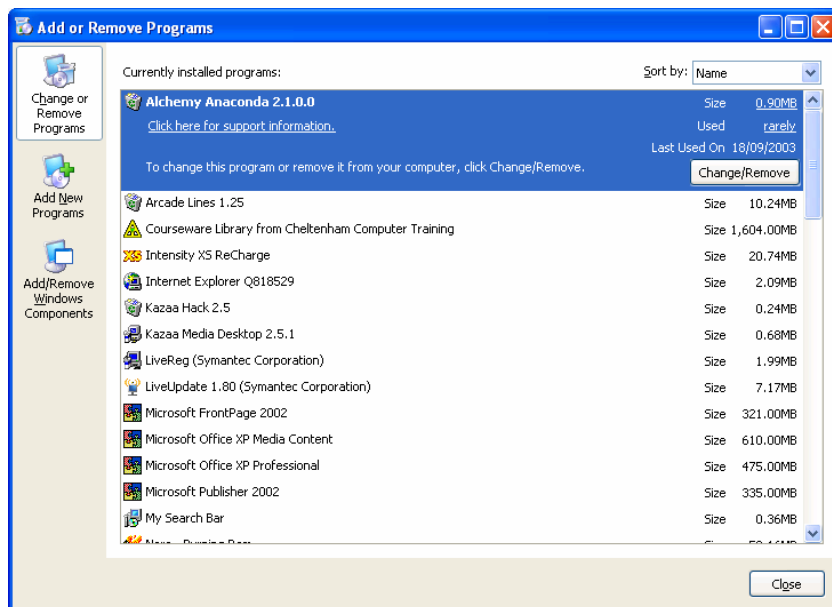 Add or Remove Programs
Change or
Remove
Programs
Add New
Programs
Add/Remove
Windows
Components
Currently installed programs:
Sort by: Name
Alchemy Anaconda 2.1.0.0 Size 0.90MB
Click here for support information. Used rarely
Last Used On 18/09/2003
To change this program or remove it from your computer, click Change/Remove. Change/Remove
Arcade Lines 1.25 Size 10.24MB
Courseware Library from Cheltenham Computer Training Size 1,604.00MB
XS Intensity XS ReCharge Size 20.74MB
Internet Explorer Q818529 Size 2.09MB
Kazaa Hack 2.5 Size 0.24MB
Kazaa Media Desktop 2.5.1 Size 0.68MB
LiveReg (Symantec Corporation) Size 1.99MB
LiveUpdate 1.80 (Symantec Corporation) Size 7.17MB
Microsoft FrontPage 2002 Size 321.00MB
Microsoft Office XP Media Content Size 610.00MB
Microsoft Office XP Professional Size 475.00MB
Microsoft Publisher 2002 Size 335.00MB
My Search Bar Size 0.36MB
Close